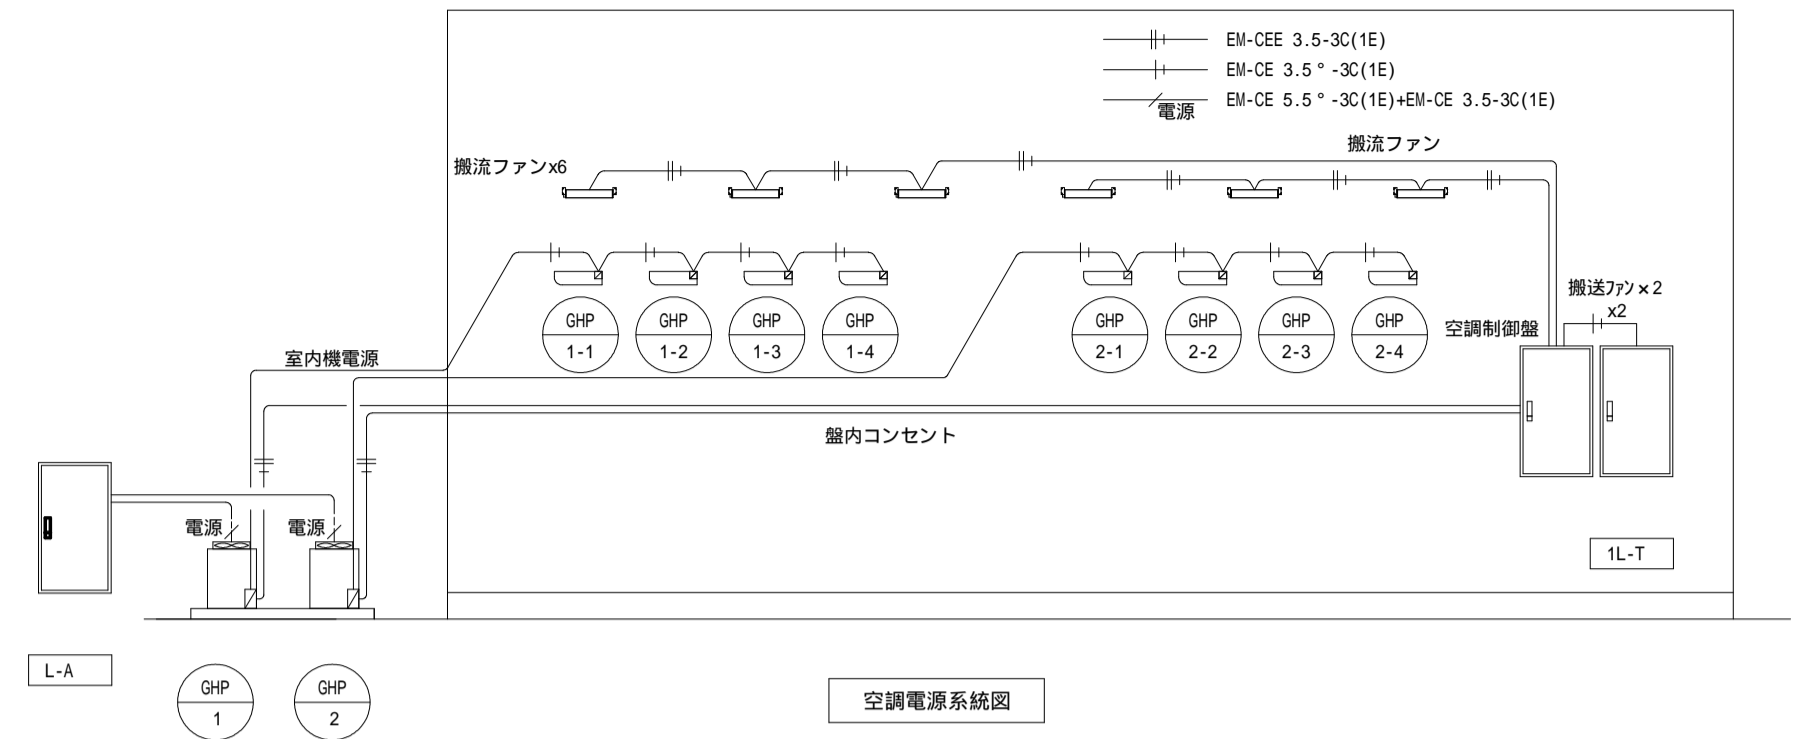 EM-CEE 3.5-3C(1E)
EM-CE 3.5°-3C(1E)
電源
EM-CE 5.5°-3C(1E)+EM-CE 3.5-3C(1E)
搬流ファンx6
搬流ファン
搬送ファン×2
x2
空調制御盤
GHP
1-1
GHP
1-2
GHP
1-3
GHP
1-4
GHP
2-1
GHP
2-2
GHP
2-3
GHP
2-4
室内機電源
盤内コンセント
電源
電源
1L-T
L-A
GHP
1
GHP
2
空調電源系統図